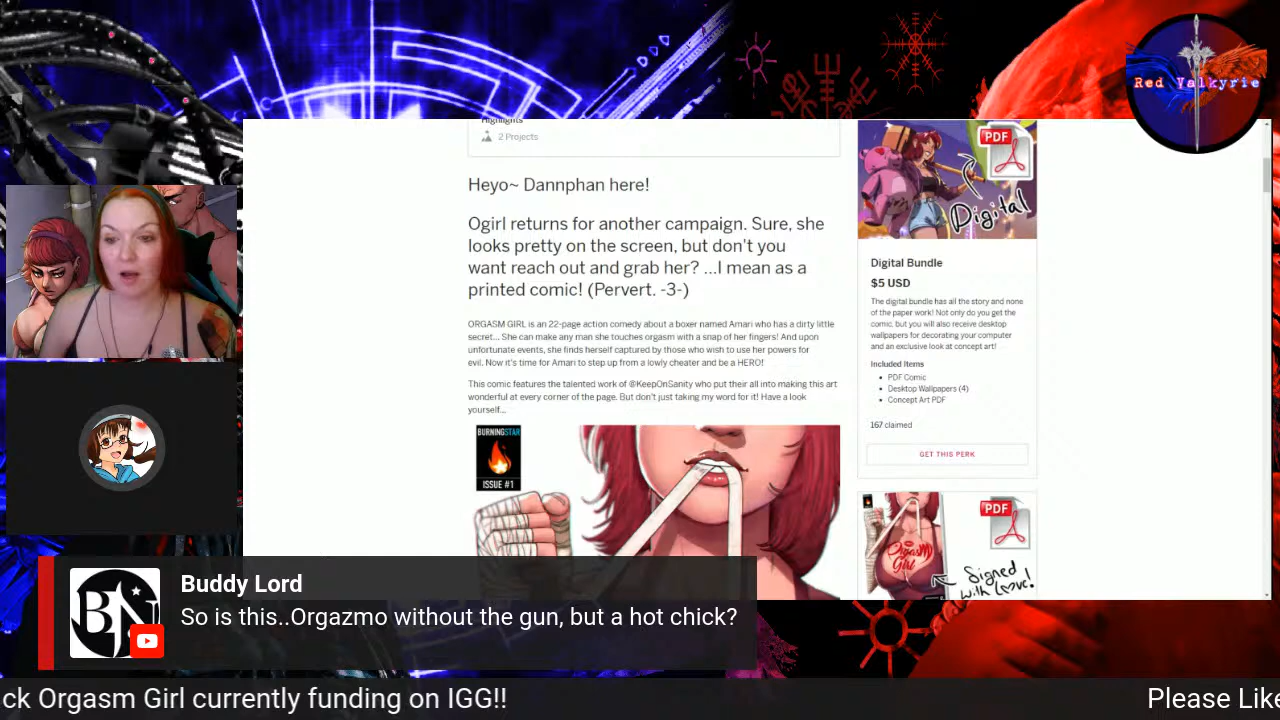 Red Valkyrie
Highlights
2 Projects
Heyo~ Dannphan here!
Ogirl returns for another campaign. Sure, she
looks pretty on the screen, but don't you
want reach out and grab her? ...I mean as a
printed comic! (Pervert. -3-)
ORGASM GIRL is an 22-page action comedy about a boxer named Amari who has a dirty little
secret... She can make any man she touches orgasm with a snap of her fingers! And upon
unfortunate events, she finds herself captured by those who wish to use her powers for
evil. Now it's time for Amari to step up from a lowly cheater and be a HERO!
This comic features the talented work of @KeepOnSanity who put their all into making this art
wonderful at every corner of the page. But don't just taking my word for it! Have a look
yourself...
BURNINGSTAR
ISSUE #1
PDF
Digital
Digital Bundle
$5 USD
The digital bundle has all the story and none
of the paper work! Not only do you get the
comic, but you will also receive desktop
wallpapers for decorating your computer
and an exclusive look at concept art!
Included Items
PDF Comic
Desktop Wallpapers (4)
Concept Art PDF
167 claimed
GET THIS PERK
PDF
Orgasm
Girl
Signed
with Love!
BN
Buddy Lord
So is this..Orgazmo without the gun, but a hot chick?
ck Orgasm Girl currently funding on IGG!!
Please Like